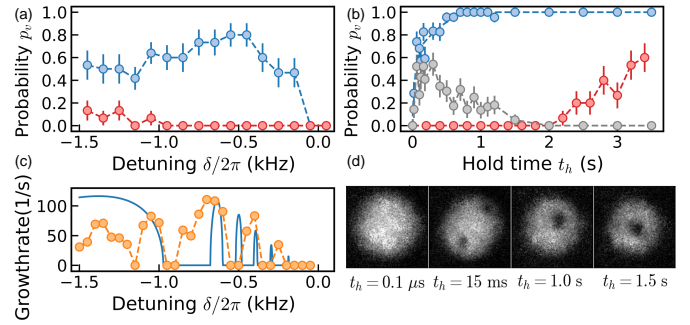 (a)
Probability p_v
1.0
0.8
0.6
0.4
0.2
0.0
−1.5 −1.0 −0.5 0.0
Detuning δ/2π (kHz)
(b)
Probability p_v
1.0
0.8
0.6
0.4
0.2
0.0
0 1 2 3
Hold time t_h (s)
(c)
Growthrate(1/s)
100
50
0
−1.5 −1.0 −0.5 0.0
Detuning δ/2π (kHz)
(d)
t_h = 0.1 μs t_h = 15 ms t_h = 1.0 s t_h = 1.5 s